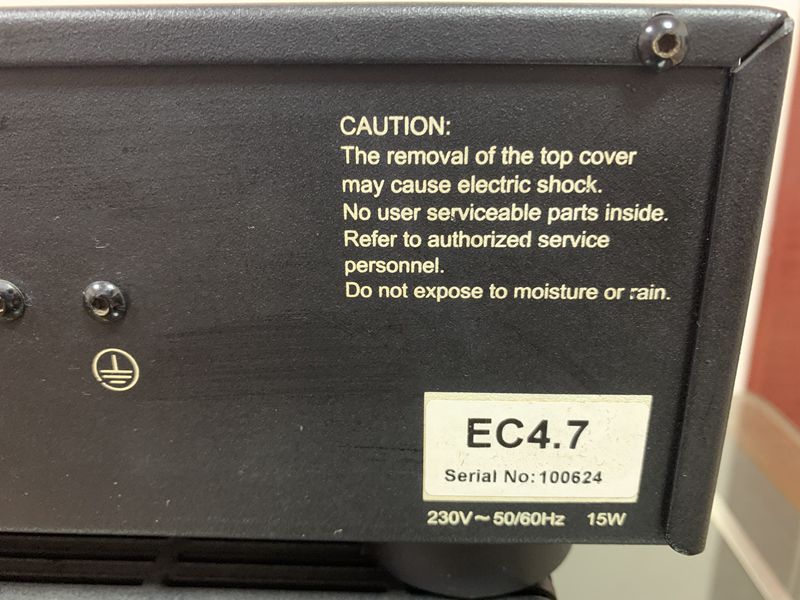 CAUTION:
The removal of the top cover
may cause electric shock.
No user serviceable parts inside.
Refer to authorized service
personnel.
Do not expose to moisture or rain.
EC4.7
Serial No: 100624
230V~50/60Hz 15W